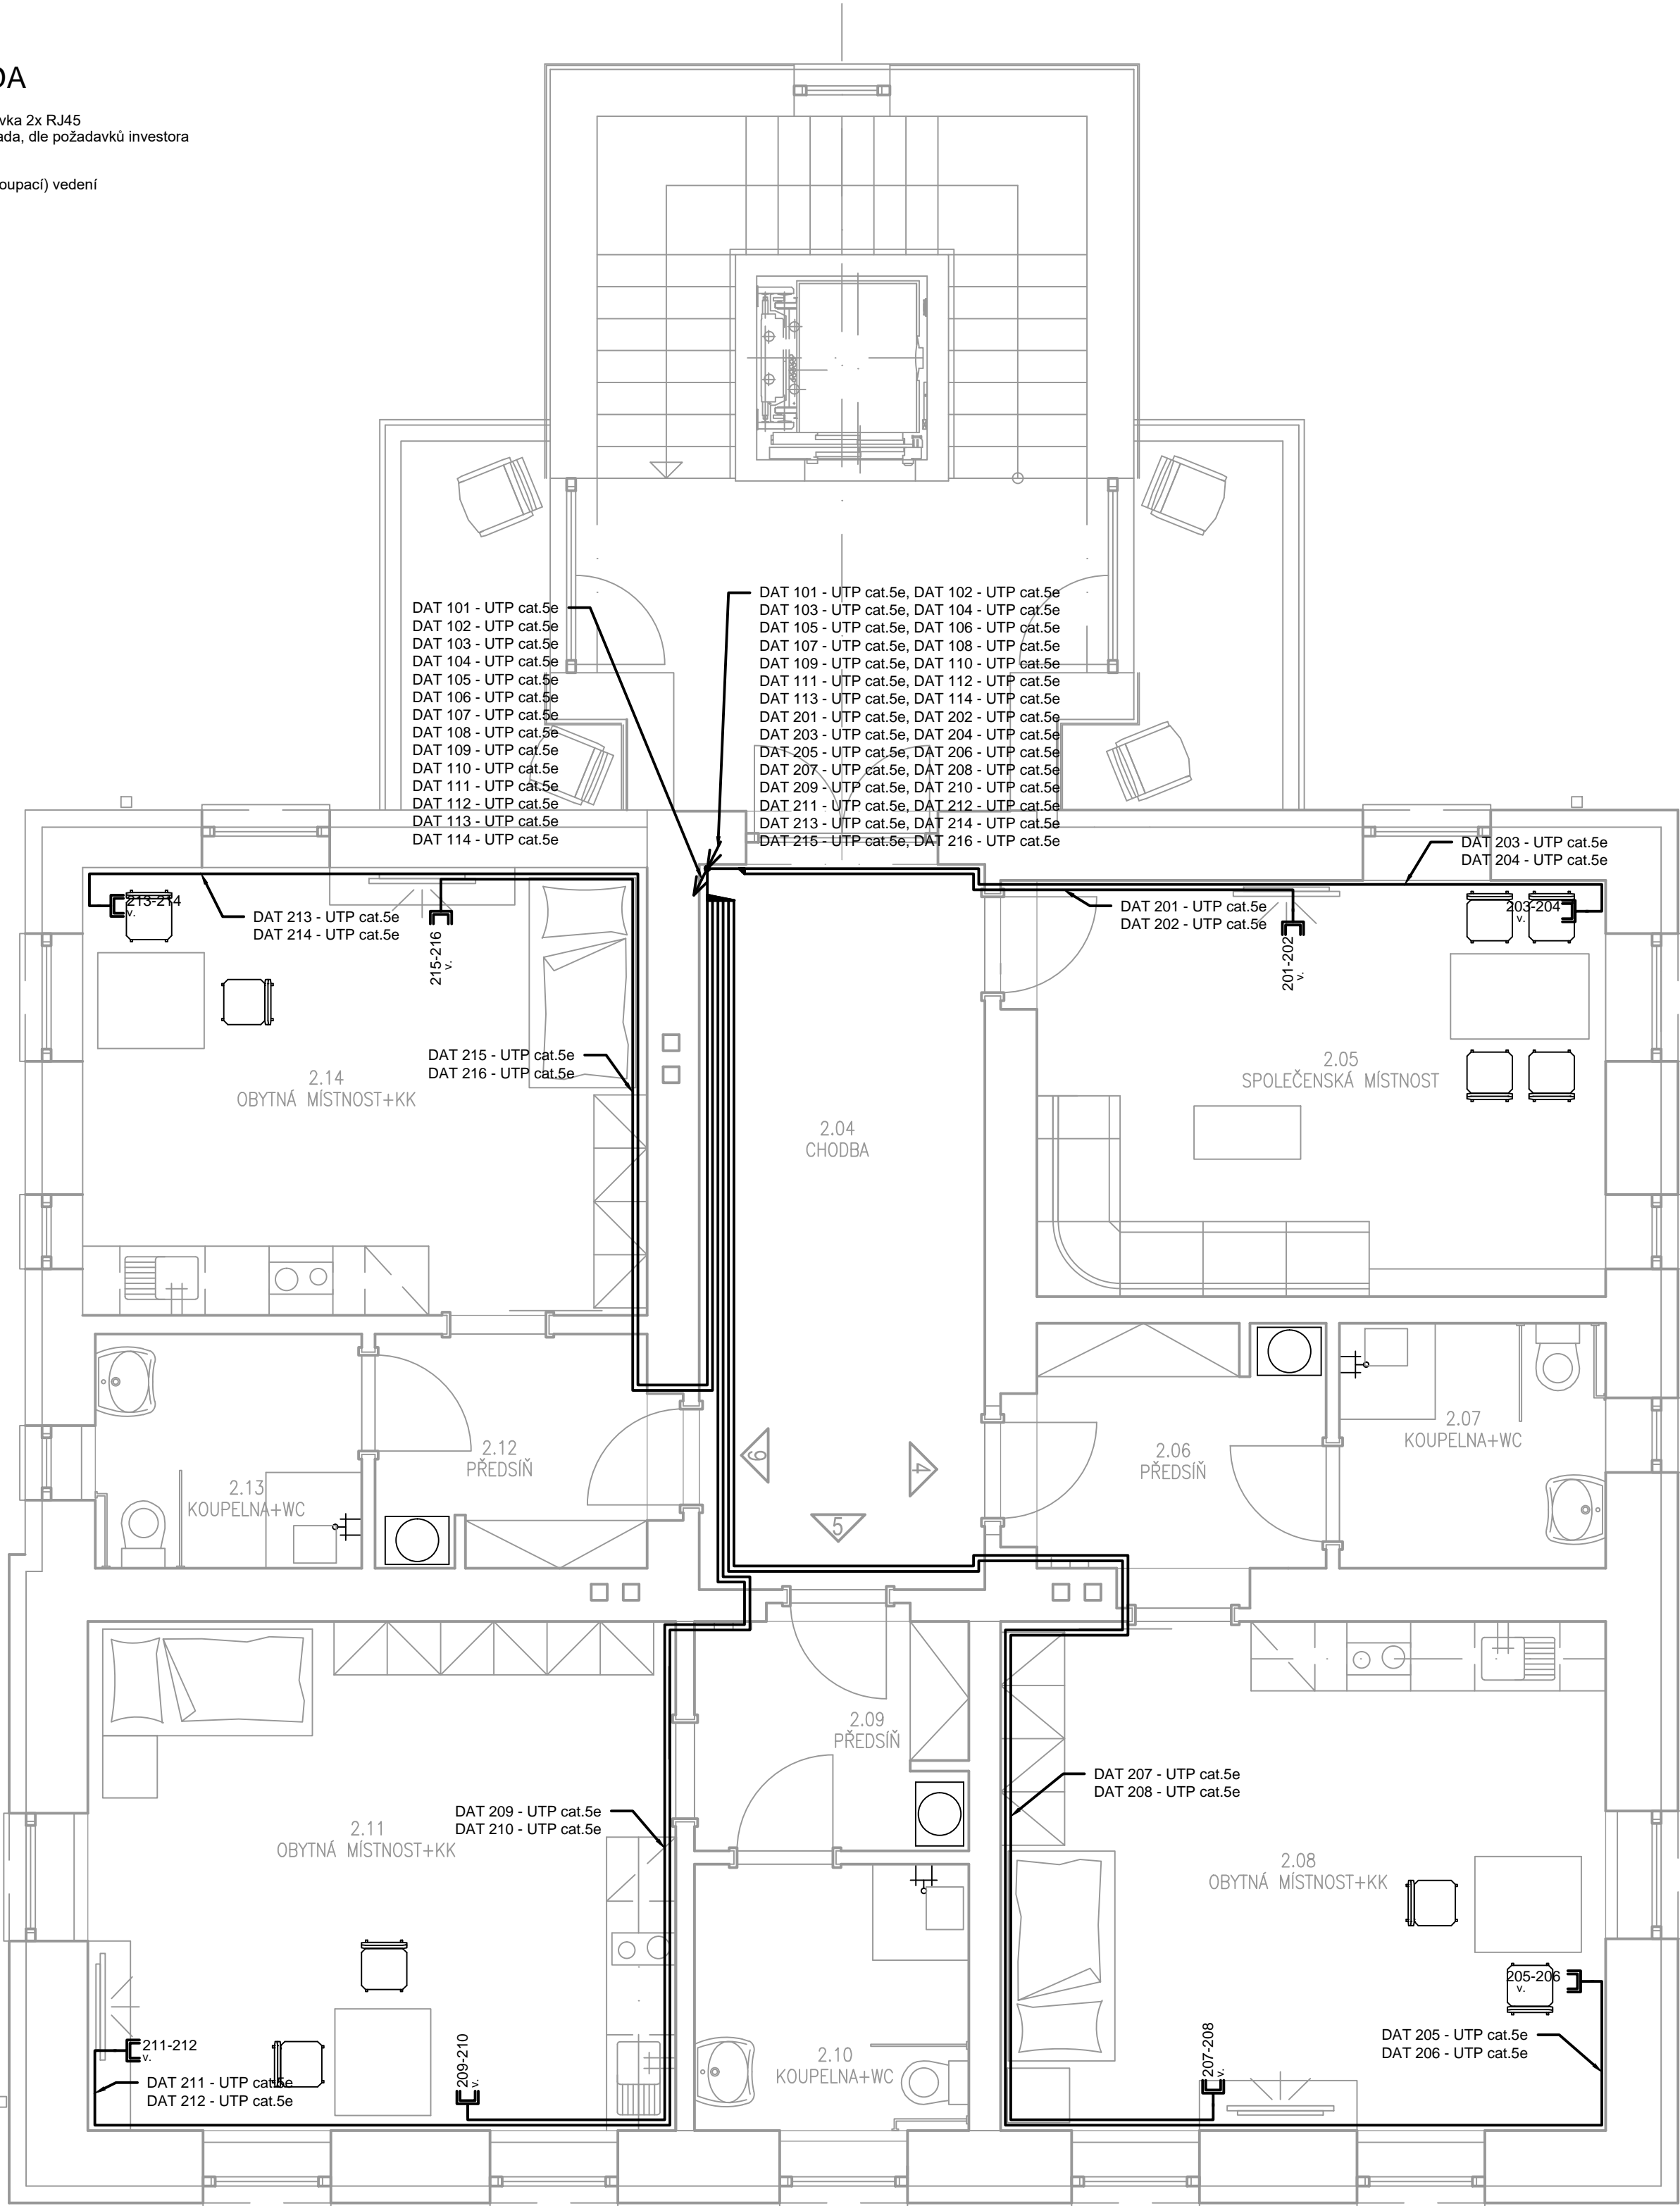 DA
vka 2x RJ45
ada, dle požadavků investora
oupací) vedení
DAT 101 - UTP cat.5e
DAT 102 - UTP cat.5e
DAT 103 - UTP cat.5e
DAT 104 - UTP cat.5e
DAT 105 - UTP cat.5e
DAT 106 - UTP cat.5e
DAT 107 - UTP cat.5e
DAT 108 - UTP cat.5e
DAT 109 - UTP cat.5e
DAT 110 - UTP cat.5e
DAT 111 - UTP cat.5e
DAT 112 - UTP cat.5e
DAT 113 - UTP cat.5e
DAT 114 - UTP cat.5e
DAT 101 - UTP cat.5e, DAT 102 - UTP cat.5e
DAT 103 - UTP cat.5e, DAT 104 - UTP cat.5e
DAT 105 - UTP cat.5e, DAT 106 - UTP cat.5e
DAT 107 - UTP cat.5e, DAT 108 - UTP cat.5e
DAT 109 - UTP cat.5e, DAT 110 - UTP cat.5e
DAT 111 - UTP cat.5e, DAT 112 - UTP cat.5e
DAT 113 - UTP cat.5e, DAT 114 - UTP cat.5e
DAT 201 - UTP cat.5e, DAT 202 - UTP cat.5e
DAT 203 - UTP cat.5e, DAT 204 - UTP cat.5e
DAT 205 - UTP cat.5e, DAT 206 - UTP cat.5e
DAT 207 - UTP cat.5e, DAT 208 - UTP cat.5e
DAT 209 - UTP cat.5e, DAT 210 - UTP cat.5e
DAT 211 - UTP cat.5e, DAT 212 - UTP cat.5e
DAT 213 - UTP cat.5e, DAT 214 - UTP cat.5e
DAT 215 - UTP cat.5e, DAT 216 - UTP cat.5e
DAT 203 - UTP cat.5e
DAT 204 - UTP cat.5e
213-214
v.
DAT 213 - UTP cat.5e
DAT 214 - UTP cat.5e
215-216
v.
DAT 201 - UTP cat.5e
DAT 202 - UTP cat.5e
201-202
v.
203-204
v.
DAT 215 - UTP cat.5e
DAT 216 - UTP cat.5e
2.14
OBYTNÁ MÍSTNOST+KK
2.04
CHODBA
2.05
SPOLEČENSKÁ MÍSTNOST
2.13
KOUPELNA+WC
2.12
PŘEDSÍŇ
6
4
5
2.06
PŘEDSÍŇ
2.07
KOUPELNA+WC
2.09
PŘEDSÍŇ
DAT 207 - UTP cat.5e
DAT 208 - UTP cat.5e
DAT 209 - UTP cat.5e
DAT 210 - UTP cat.5e
2.11
OBYTNÁ MÍSTNOST+KK
2.08
OBYTNÁ MÍSTNOST+KK
205-206
v.
211-212
v.
DAT 211 - UTP cat.5e
DAT 212 - UTP cat.5e
209-210
v.
2.10
KOUPELNA+WC
207-208
v.
DAT 205 - UTP cat.5e
DAT 206 - UTP cat.5e